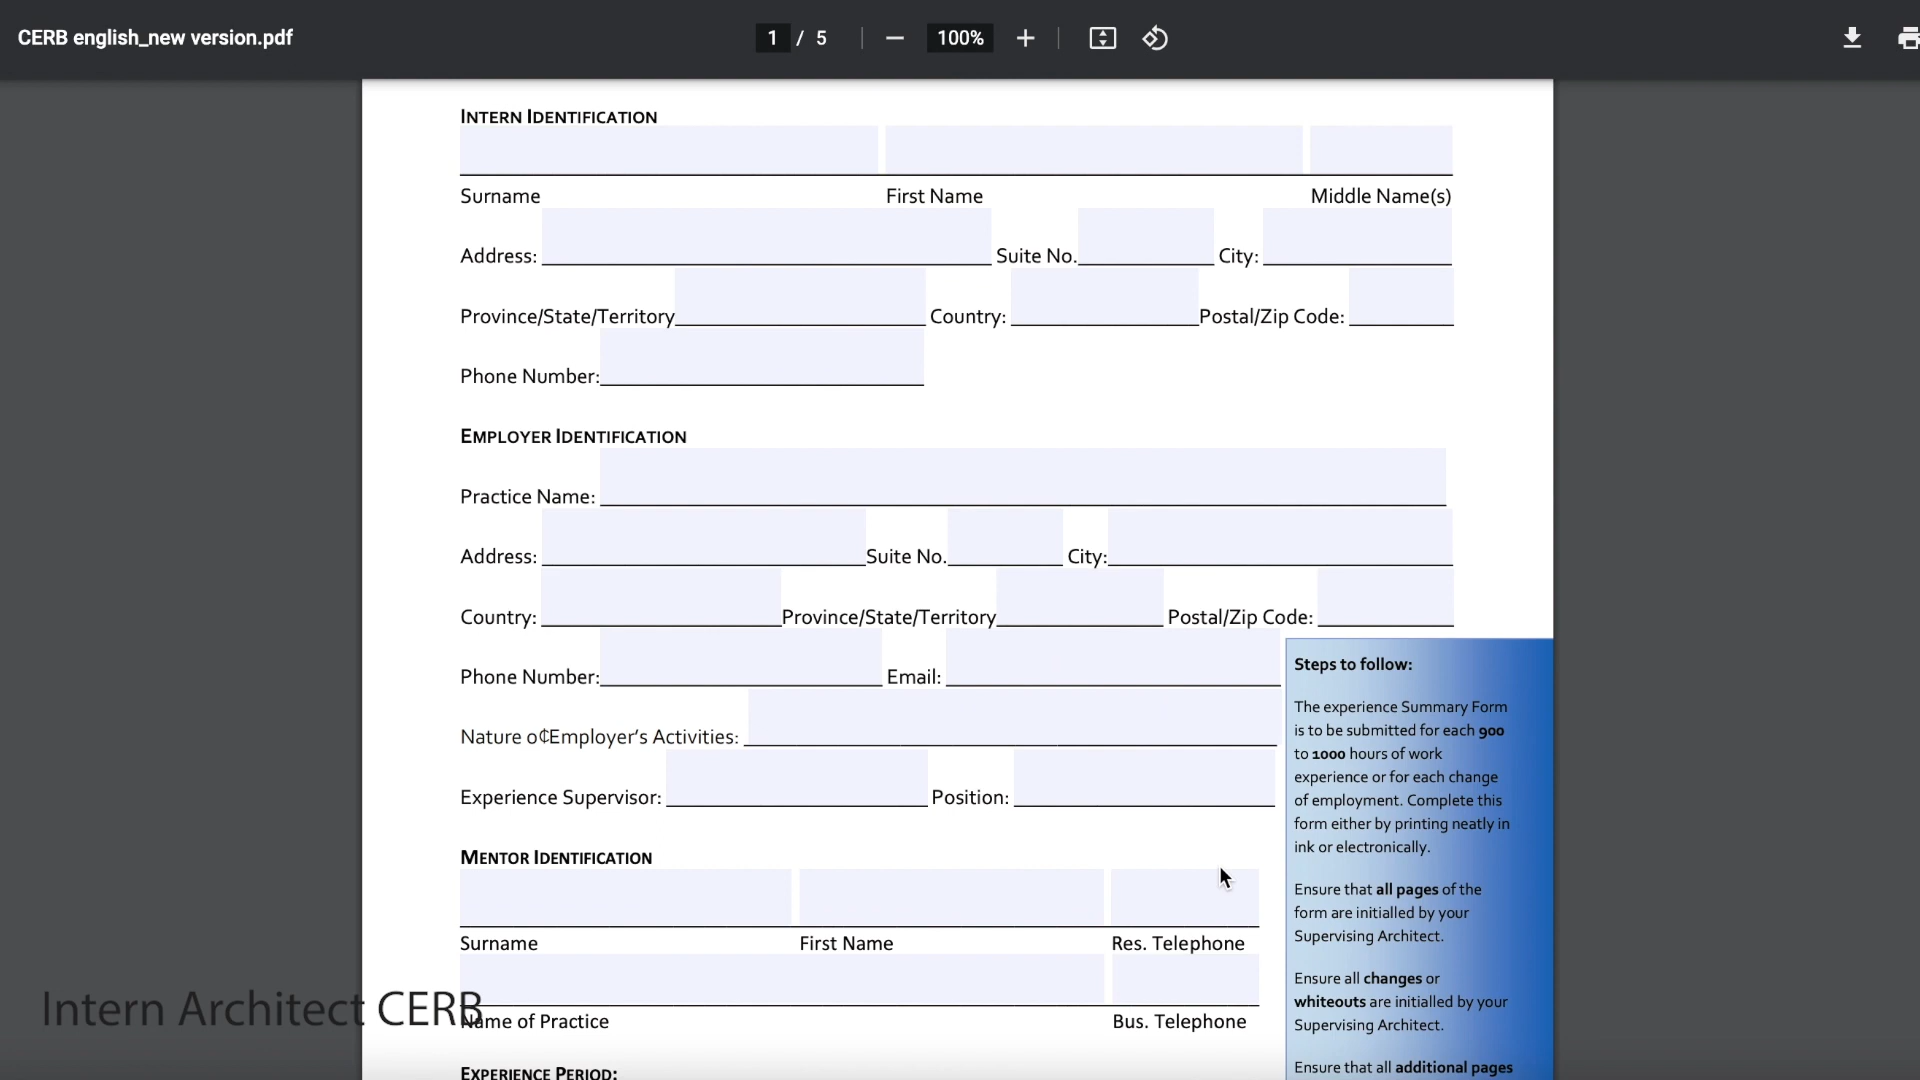 CERB english_new version.pdf
1 / 5
100%
INTERN IDENTIFICATION
Surname First Name Middle Name(s)
Address: Suite No. City:
Province/State/Territory Country: Postal/Zip Code:
Phone Number:
EMPLOYER IDENTIFICATION
Practice Name:
Address: Suite No. City:
Country: Province/State/Territory Postal/Zip Code:
Phone Number: Email:
Nature o₵Employer’s Activities:
Experience Supervisor: Position:
MENTOR IDENTIFICATION
Surname First Name Res. Telephone
Name of Practice Bus. Telephone
EXPERIENCE PERIOD:
Steps to follow:
The experience Summary Form
is to be submitted for each 900
to 1000 hours of work
experience or for each change
of employment. Complete this
form either by printing neatly in
ink or electronically.
Ensure that all pages of the
form are initialled by your
Supervising Architect.
Ensure all changes or
whiteouts are initialled by your
Supervising Architect.
Ensure that all additional pages
Intern Architect CERB